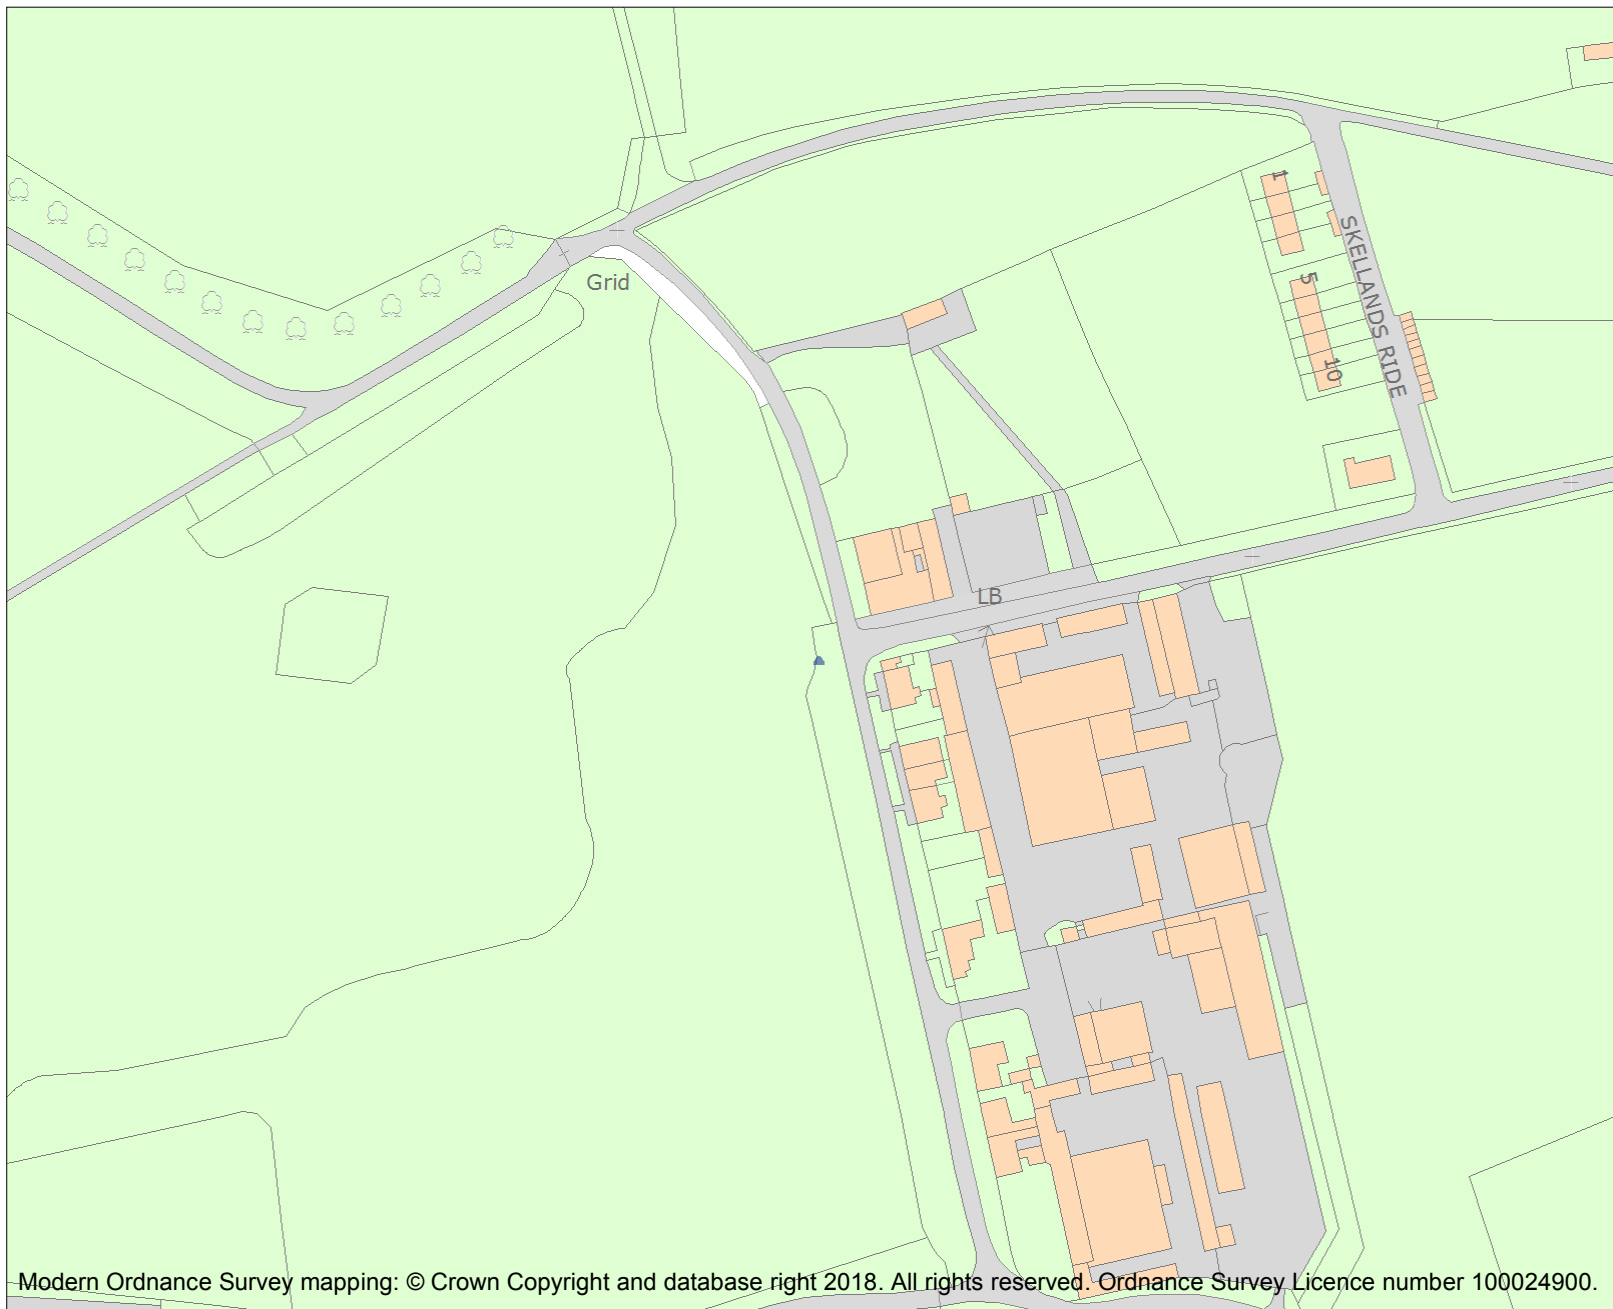 1
SKELLANDS RIDE
Grid
5
10
LB
Modern Ordnance Survey mapping: © Crown Copyright and database right 2018. All rights reserved. Ordnance Survey Licence number 100024900.